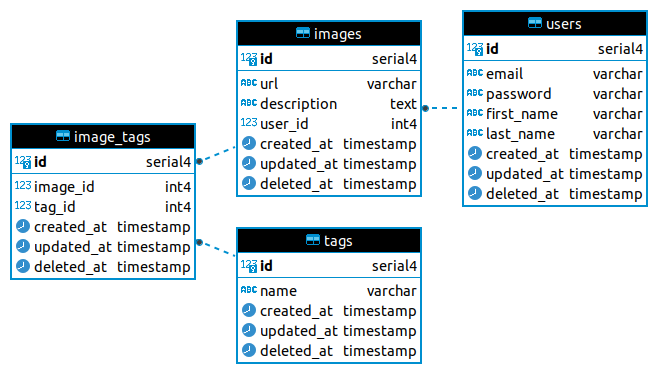 image_tags
id serial4
image_id int4
tag_id int4
created_at timestamp
updated_at timestamp
deleted_at timestamp
images
id serial4
url varchar
description text
user_id int4
created_at timestamp
updated_at timestamp
deleted_at timestamp
tags
id serial4
name varchar
created_at timestamp
updated_at timestamp
deleted_at timestamp
users
id serial4
email varchar
password varchar
first_name varchar
last_name varchar
created_at timestamp
updated_at timestamp
deleted_at timestamp